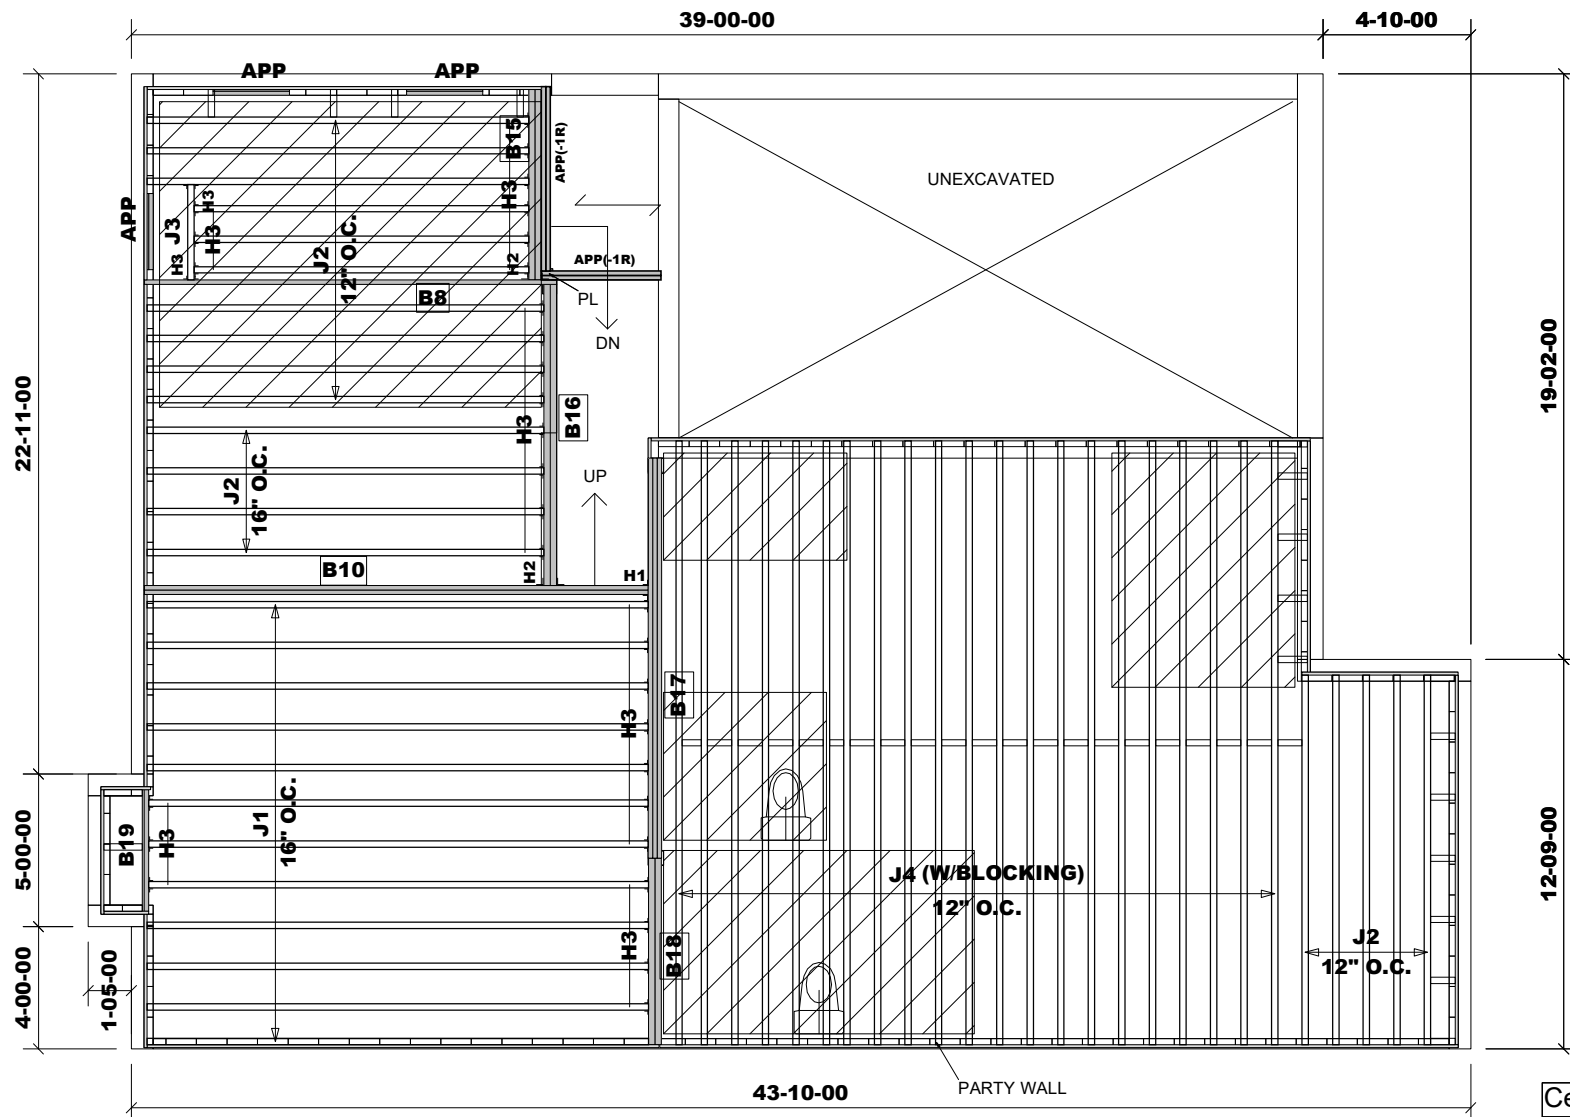 39-00-00
4-10-00
APP
APP
B15
APP(-1R)
H3
UNEXCAVATED
APP
J3
H3
H3
H3
J2
12" O.C.
H2
APP(-1R)
B8
PL
DN
22-11-00
19-02-00
H3
B16
J2
16" O.C.
UP
B10
H2
H1
B17
H3
J1
16" O.C.
B19
H3
5-00-00
J4 (W/BLOCKING)
12" O.C.
12-09-00
H3
B18
J2
12" O.C.
4-00-00
1-05-00
43-10-00
PARTY WALL